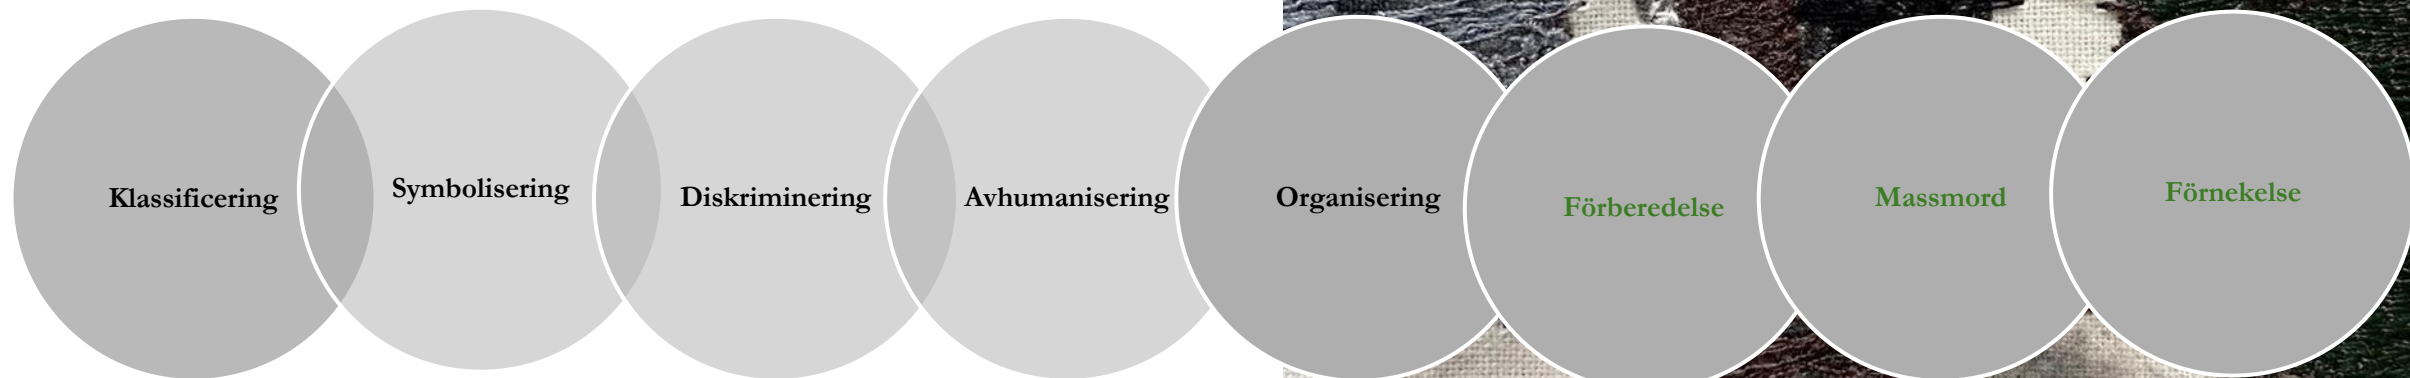 Klassificering
Symbolisering
Diskriminering
Avhumanisering
Organisering
Förberedelse
Massmord
Förnekelse